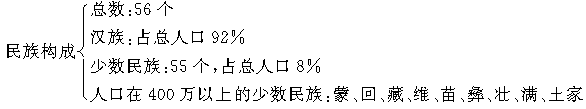 总数:56个
汉族:占总人口92%
民族构成
少数民族:55个,占总人口8%
人口在400万以上的少数民族:蒙、回、藏、维、苗、彝、壮、满、土家